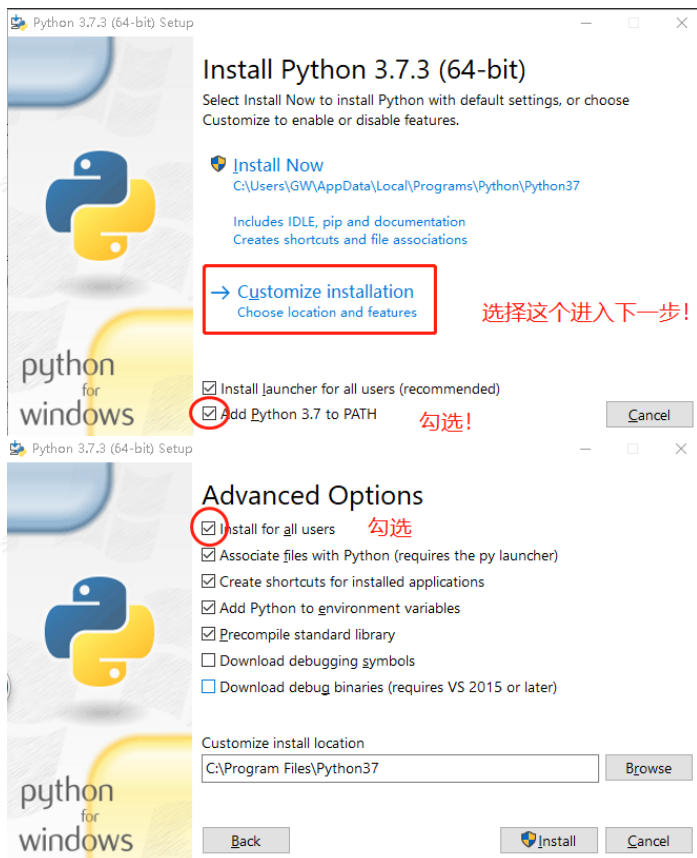 Python 3.7.3 (64-bit) Setup
Install Python 3.7.3 (64-bit)
Select Install Now to install Python with default settings, or choose
Customize to enable or disable features.
Install Now
C:\Users\GW\AppData\Local\Programs\Python\Python37
Includes IDLE, pip and documentation
Creates shortcuts and file associations
Customize installation
Choose location and features
选择这个进入下一步！
Install launcher for all users (recommended)
Add Python 3.7 to PATH
勾选！
Cancel
python
for
windows
Python 3.7.3 (64-bit) Setup
Advanced Options
Install for all users
勾选
Associate files with Python (requires the py launcher)
Create shortcuts for installed applications
Add Python to environment variables
Precompile standard library
Download debugging symbols
Download debug binaries (requires VS 2015 or later)
Customize install location
C:\Program Files\Python37
Browse
python
for
windows
Back
Install
Cancel